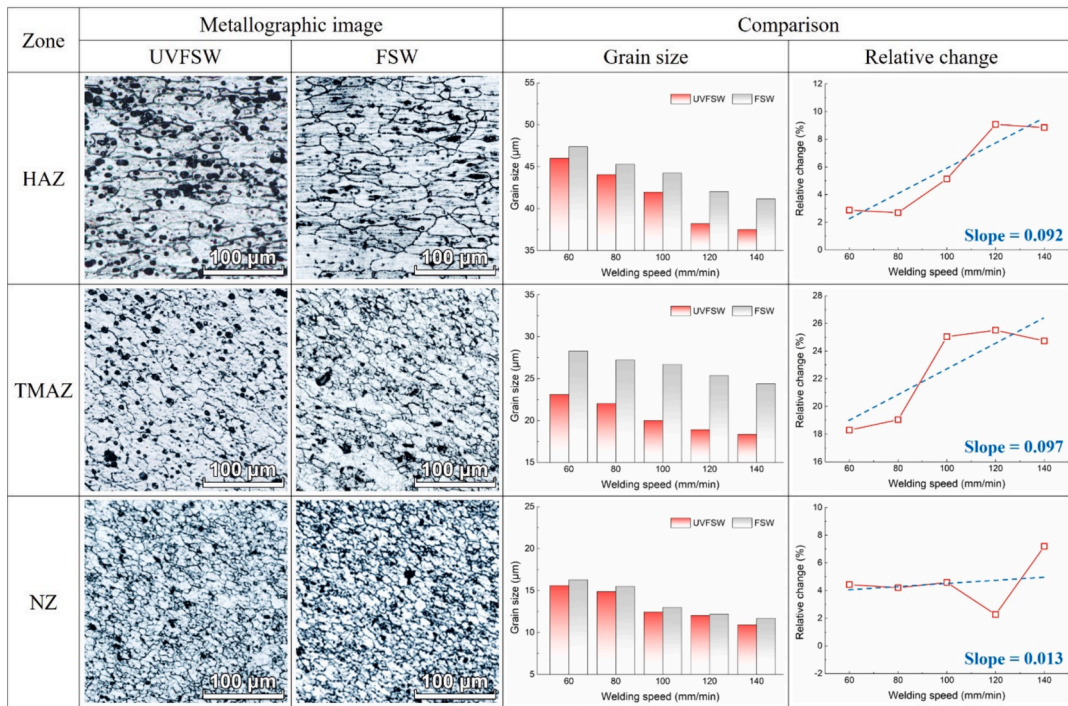 Zone
Metallographic image
Comparison
UVFSW
FSW
Grain size
Relative change
HAZ
100 μm
100 μm
UVFSW
FSW
Grain size (μm)
50
45
40
35
60
80
100
120
140
Welding speed (mm/min)
Relative change (%)
12
10
8
6
4
2
0
Slope = 0.092
60
80
100
120
140
Welding speed (mm/min)
TMAZ
100 μm
100 μm
UVFSW
FSW
Grain size (μm)
35
30
25
20
15
60
80
100
120
140
Welding speed (mm/min)
Relative change (%)
28
26
24
22
20
18
16
Slope = 0.097
60
80
100
120
140
Welding speed (mm/min)
NZ
100 μm
100 μm
UVFSW
FSW
Grain size (μm)
25
20
15
10
5
60
80
100
120
140
Welding speed (mm/min)
Relative change (%)
10
8
6
4
2
0
-2
Slope = 0.013
60
80
100
120
140
Welding speed (mm/min)